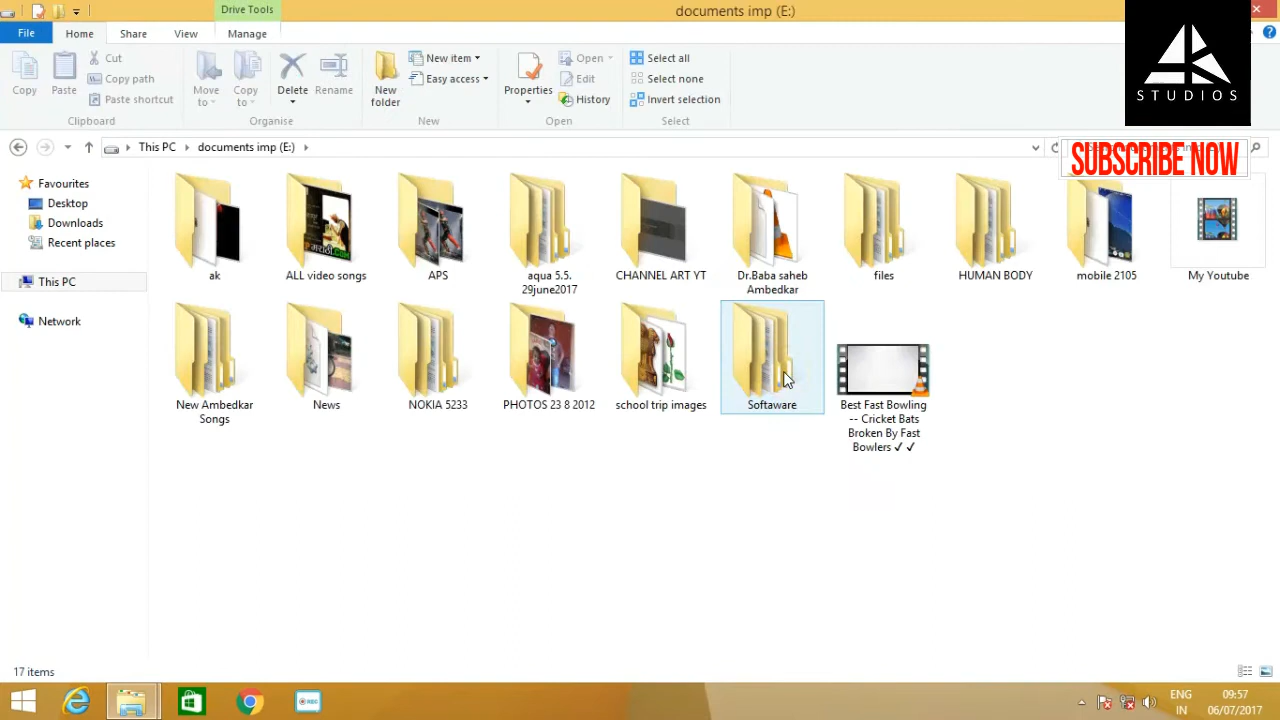 Drive Tools
documents imp (E:)
File
Home
Share
View
Manage
Copy
Paste
Cut
Copy path
Paste shortcut
Clipboard
Move to
Copy to
Delete
Rename
Organise
New folder
New item
Easy access
New
Properties
Open
Edit
History
Open
Select all
Select none
Invert selection
Select
STUDIOS
This PC
documents imp (E:)
SUBSCRIBE NOW
Favourites
Desktop
Downloads
Recent places
This PC
Network
ak
ALL video songs
APS
aqua 5.5.
29june2017
CHANNEL ART YT
Dr.Baba saheb
Ambedkar
files
HUMAN BODY
mobile 2105
My Youtube
New Ambedkar
Songs
News
NOKIA 5233
PHOTOS 23 8 2012
school trip images
Softaware
Best Fast Bowling
-- Cricket Bats
Broken By Fast
Bowlers ✓ ✓
17 items
ENG
IN
09:57
06/07/2017